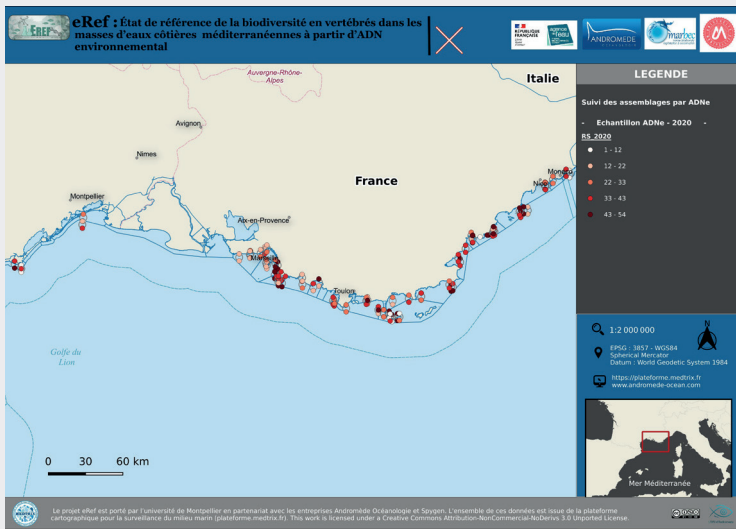 EREF
eRef : État de référence de la biodiversité en vertébrés dans les
masses d'eaux côtières méditerranéennes à partir d'ADN
environnemental
RÉPUBLIQUE
FRANÇAISE
agence
de l'eau
ANDROMEDE
marbec
LEGENDE
Suivi des assemblages par ADNe
- Echantillon ADNe - 2020 -
RS_2020
1 - 12
12 - 22
22 - 33
33 - 43
43 - 54
Auvergne-Rhône-
Alpes
Italie
Avignon
Nimes
Montpellier
France
Monaco
Nice
Aix-en-Provence
Marseille
Toulon
Golfe du
Lion
0 30 60 km
1:2 000 000
N
EPSG : 3857 - WGS84
Spherical Mercator
Datum : World Geodetic System 1984
https://plateforme.medtrix.fr
www.andromede-ocean.com
Mer Méditerranée
Le projet eRef est porté par l'université de Montpellier en partenariat avec les entreprises Andromède Océanologie et Spygen. L'ensemble de ces données est issue de la plateforme
cartographique pour la surveillance du milieu marin (plateforme.medtrix.fr). This work is licensed under a Creative Commons Attribution-NonCommercial-NoDerivs 3.0 Unported License.